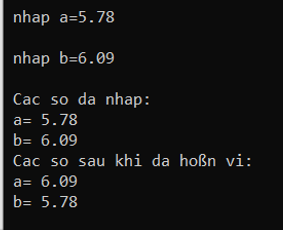 nhap a=5.78
nhap b=6.09
Cac so da nhap:
a= 5.78
b= 6.09
Cac so sau khi da hoßn vi:
a= 6.09
b= 5.78